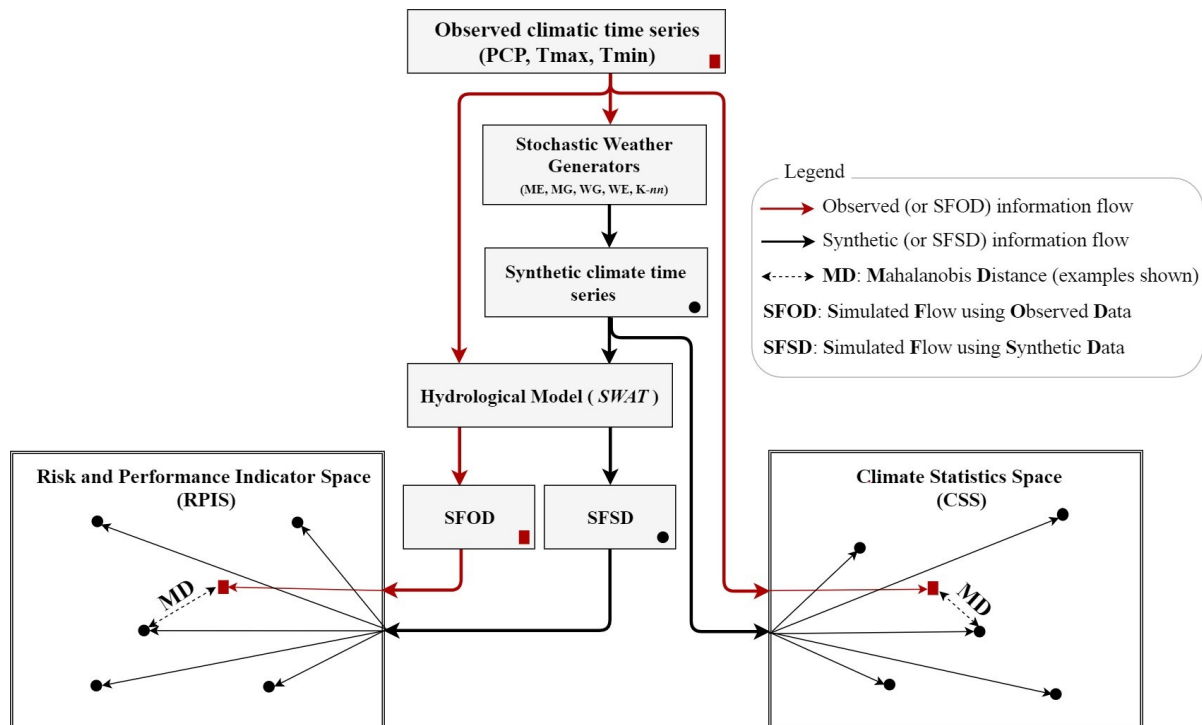 Observed climatic time series
(PCP, Tmax, Tmin)
Stochastic Weather
Generators
(ME, MG, WG, WE, K-nn)
Synthetic climate time
series
Hydrological Model ( SWAT )
SFOD
SFSD
Legend
Observed (or SFOD) information flow
Synthetic (or SFSD) information flow
MD: Mahalanobis Distance (examples shown)
SFOD: Simulated Flow using Observed Data
SFSD: Simulated Flow using Synthetic Data
Risk and Performance Indicator Space
(RPIS)
MD
Climate Statistics Space
(CSS)
MD